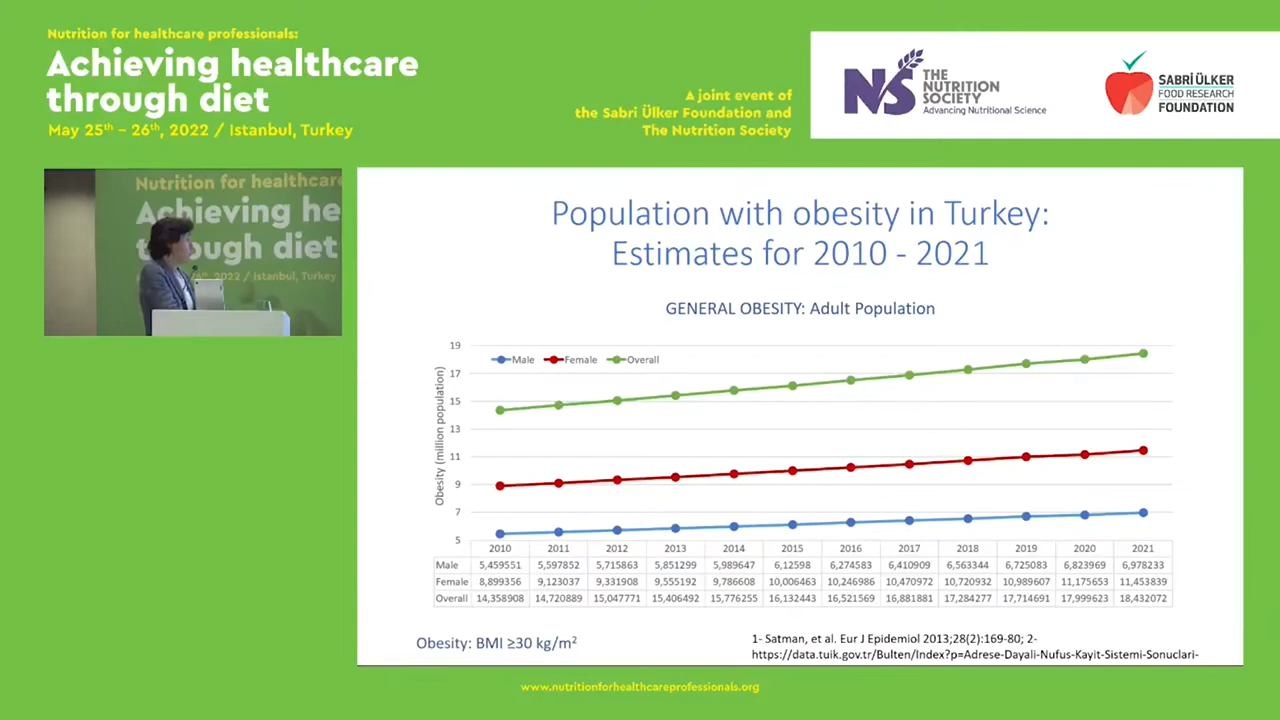 Nutrition for healthcare professionals:
Achieving healthcare
through diet
May 25th – 26th, 2022 / Istanbul, Turkey
A joint event of
the Sabri Ülker Foundation and
The Nutrition Society
NS
THE
NUTRITION
SOCIETY
Advancing Nutritional Science
SABRİ ÜLKER
FOOD RESEARCH
FOUNDATION
Nutrition for healthcare
Achieving he
through diet
26th, 2022 / Istanbul, Turkey
Population with obesity in Turkey:
Estimates for 2010 - 2021
GENERAL OBESITY: Adult Population
Obesity (million population)
19
17
15
13
11
9
7
5
Male Female Overall
2010 2011 2012 2013 2014 2015 2016 2017 2018 2019 2020 2021
Male 5,459551 5,597852 5,715863 5,851299 5,989647 6,12598 6,274583 6,410909 6,563344 6,725083 6,823969 6,978233
Female 8,899356 9,123037 9,331908 9,555192 9,786608 10,006463 10,246986 10,470972 10,720932 10,989607 11,175653 11,453839
Overall 14,358908 14,720889 15,047771 15,406492 15,776255 16,132443 16,521569 16,881881 17,284277 17,714691 17,999623 18,432072
Obesity: BMI ≥30 kg/m2
1- Satman, et al. Eur J Epidemiol 2013;28(2):169-80; 2-
https://data.tuik.gov.tr/Bulten/Index?p=Adrese-Dayali-Nufus-Kayit-Sistemi-Sonuclari-
www.nutritionforhealthcareprofessionals.org